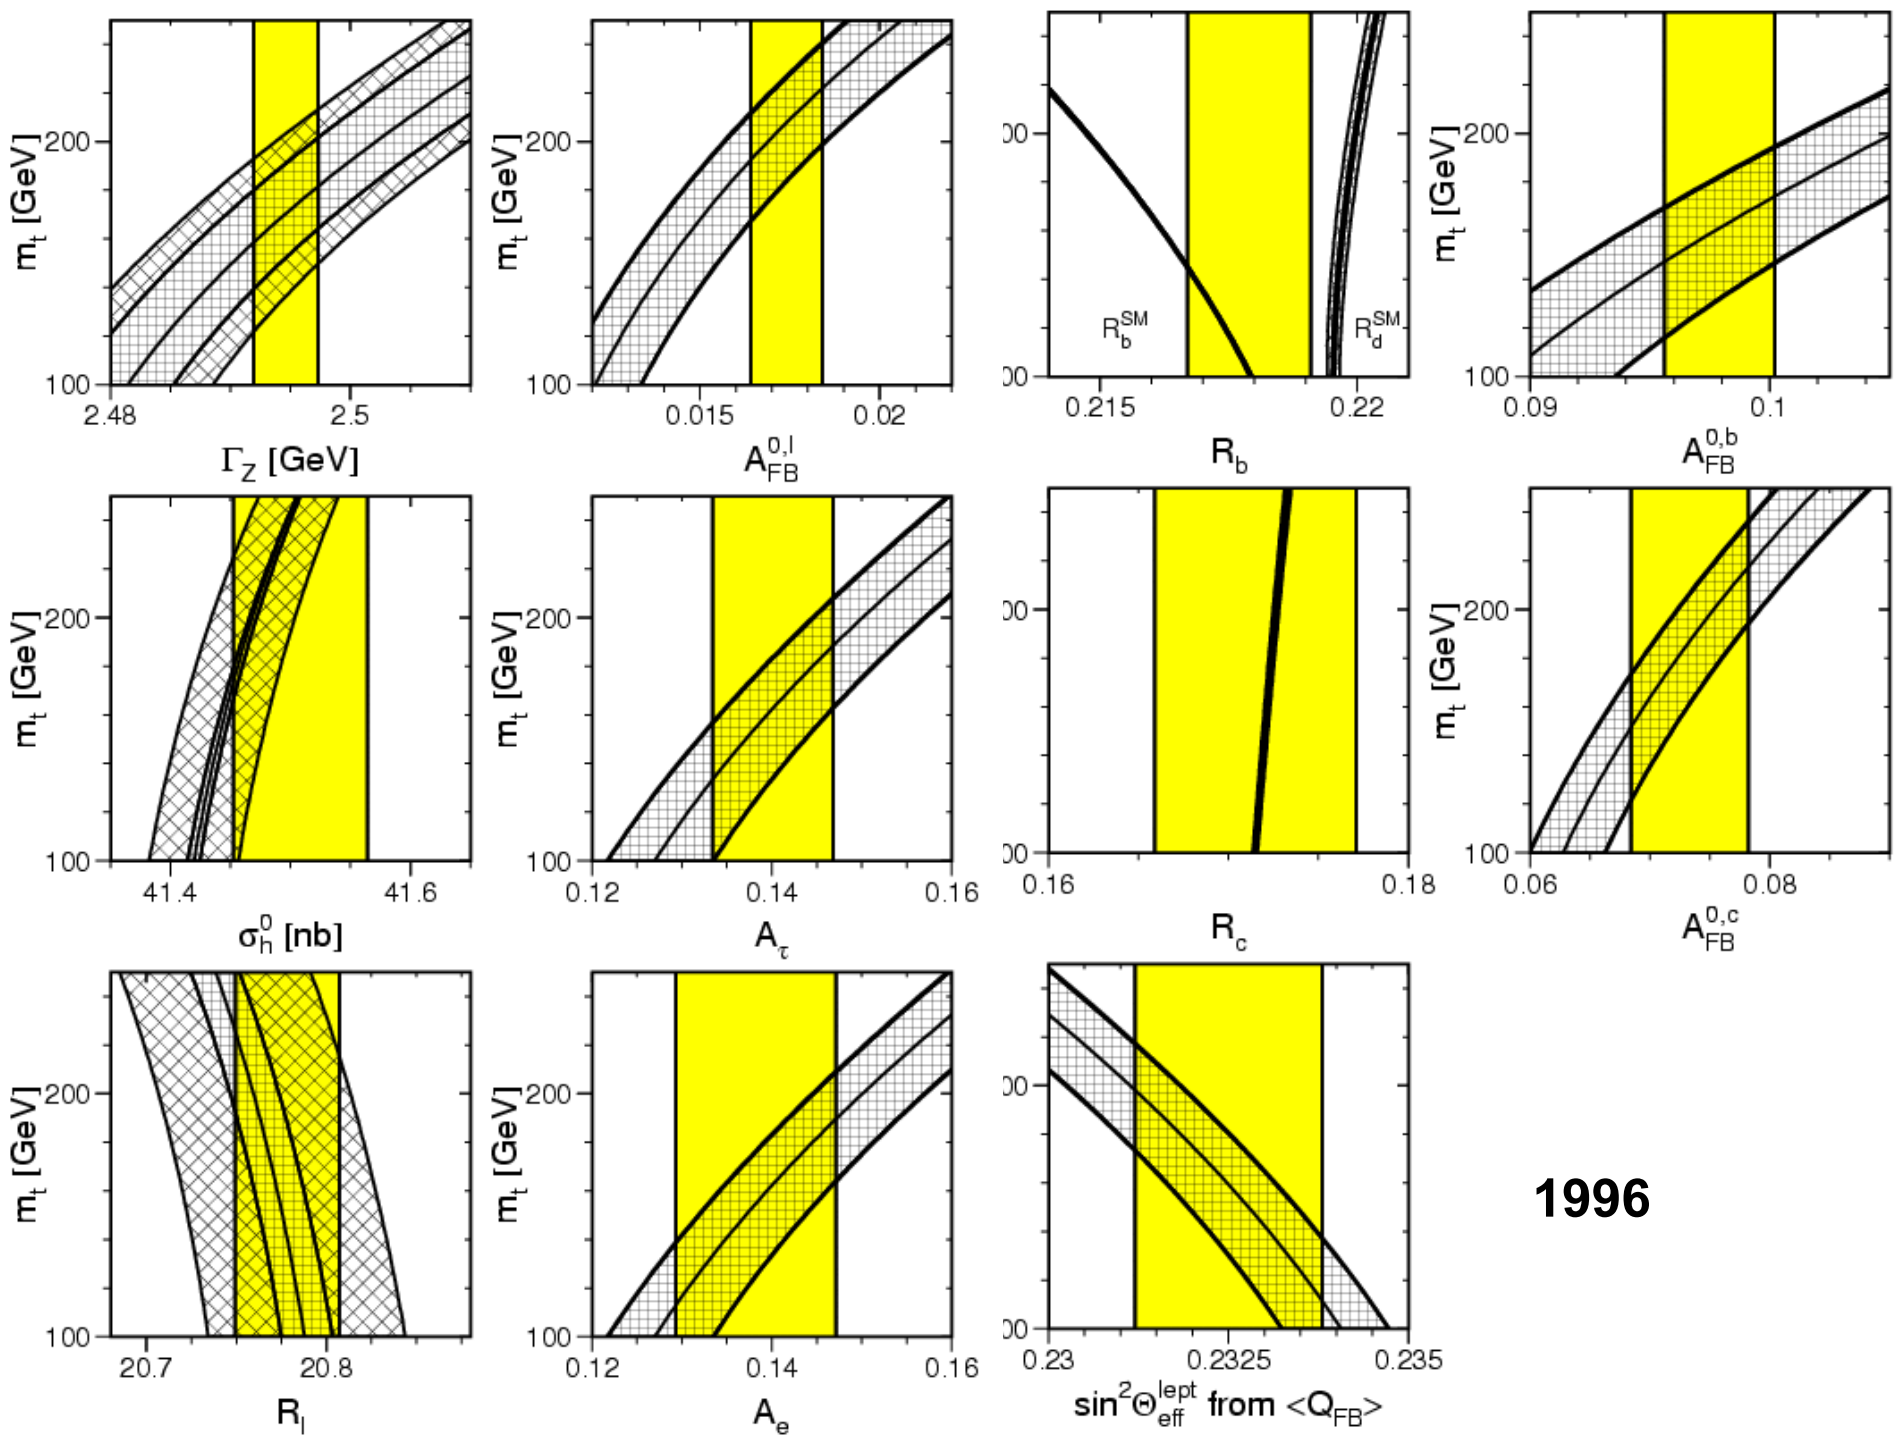 m_t [GeV]
200
100
2.48 2.5
Γ_Z [GeV]
m_t [GeV]
200
100
0.015 0.02
A_FB^0,l
00
00
R_b^SM R_d^SM
0.215 0.22
R_b
m_t [GeV]
200
100
0.09 0.1
A_FB^0,b
m_t [GeV]
200
100
41.4 41.6
σ_h^0 [nb]
m_t [GeV]
200
100
0.12 0.14 0.16
A_τ
00
00
0.16 0.18
R_c
m_t [GeV]
200
100
0.06 0.08
A_FB^0,c
m_t [GeV]
200
100
20.7 20.8
R_l
m_t [GeV]
200
100
0.12 0.14 0.16
A_e
00
00
0.23 0.2325 0.235
sin^2Θ_eff^lept from <Q_FB>
1996